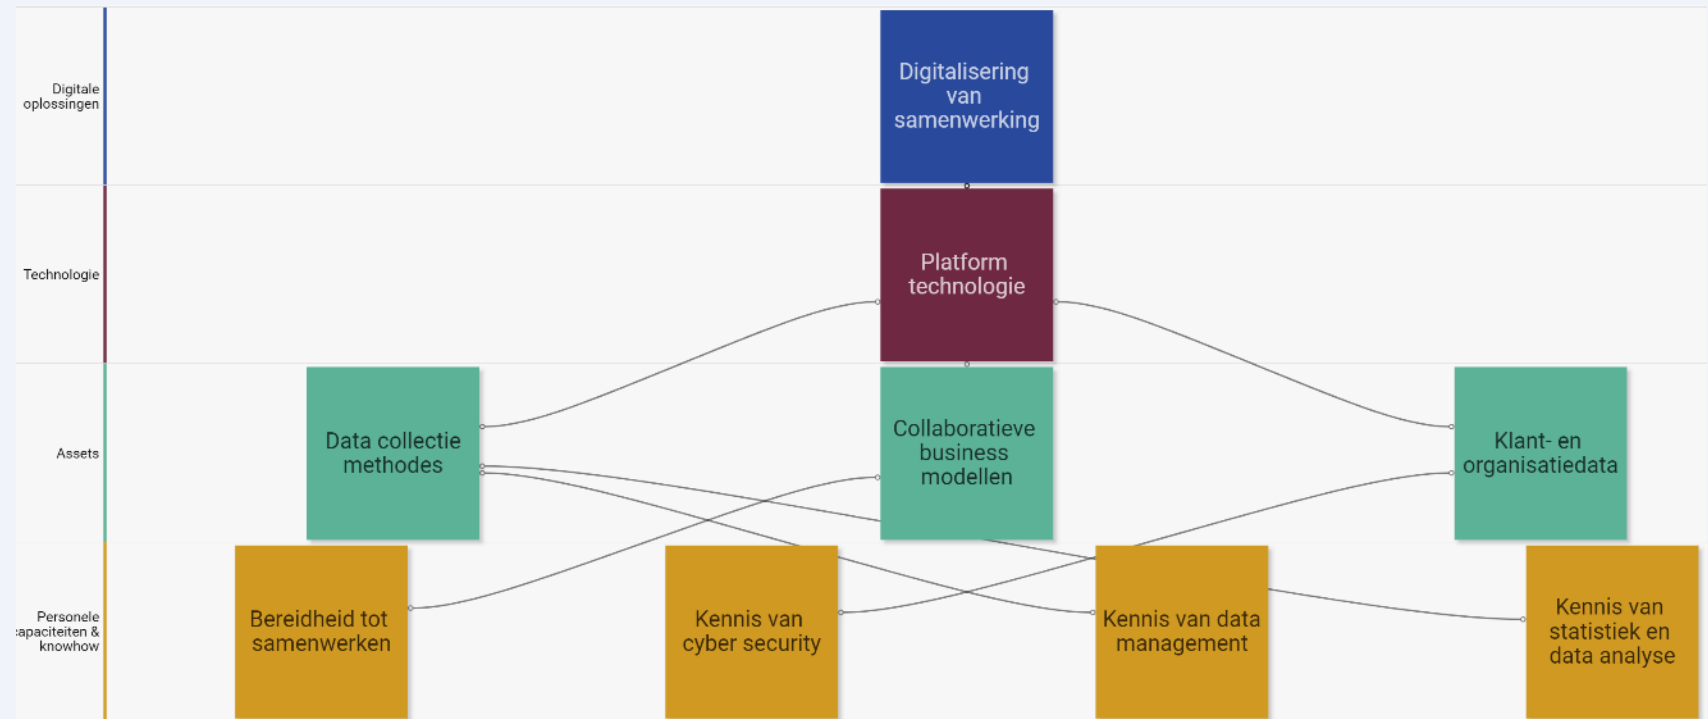 Digitale
oplossingen
Digitalisering
van
samenwerking
Technologie
Platform
technologie
Assets
Data collectie
methodes
Collaboratieve
business
modellen
Klant- en
organisatiedata
Personele
capaciteiten &
knowhow
Bereidheid tot
samenwerken
Kennis van
cyber security
Kennis van data
management
Kennis van
statistiek en
data analyse